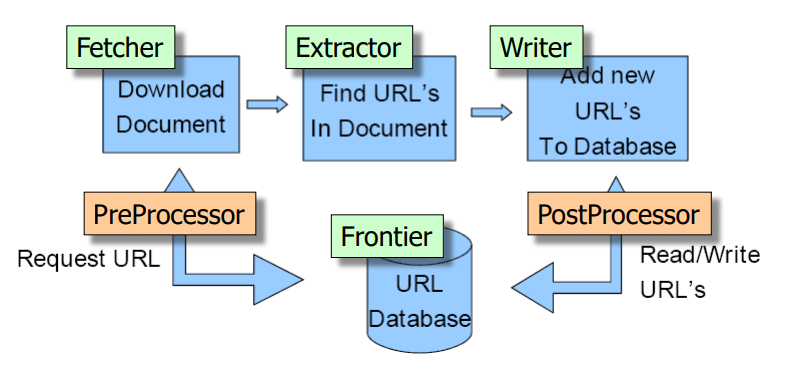 Fetcher
Extractor
Writer
Download
Document
Find URL's
In Document
Add new
URL's
To Database
PreProcessor
PostProcessor
Frontier
Request URL
URL
Database
Read/Write
URL's